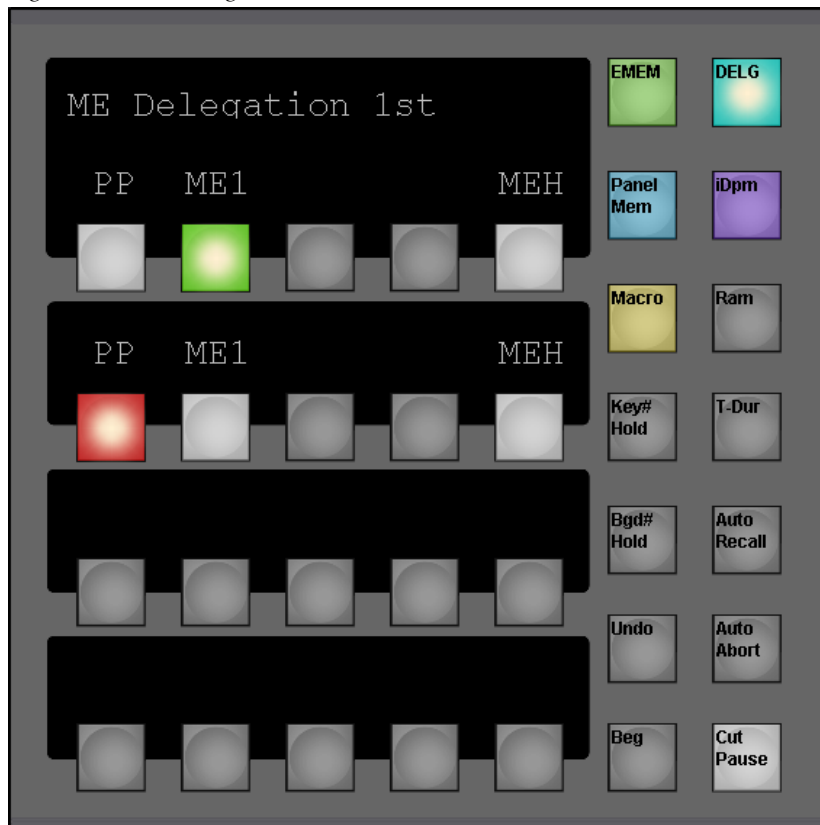 ME Delegation 1st
PP ME1 MEH
PP ME1 MEH
EMEM DELG
Panel
Mem
iDpm
Macro Ram
Key#
Hold
T-Dur
Bgd#
Hold
Auto
Recall
Undo
Auto
Abort
Beg
Cut
Pause